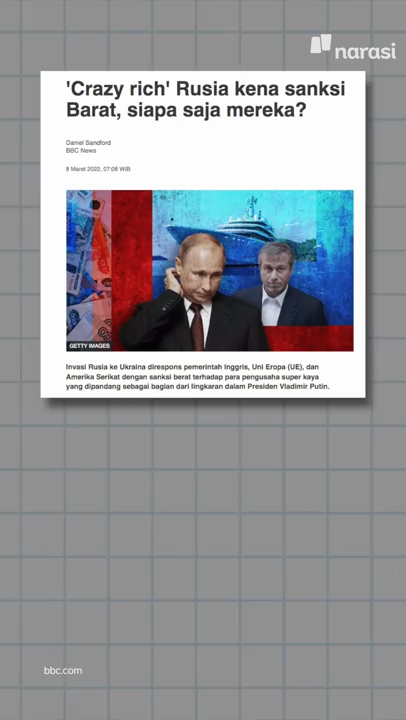 narasi
'Crazy rich' Rusia kena sanksi
Barat, siapa saja mereka?
Daniel Sandford
BBC News
8 Maret 2022, 07:08 WIB
GETTY IMAGES
Invasi Rusia ke Ukraina direspons pemerintah Inggris, Uni Eropa (UE), dan
Amerika Serikat dengan sanksi berat terhadap para pengusaha super kaya
yang dipandang sebagai bagian dari lingkaran dalam Presiden Vladimir Putin.
bbc.com